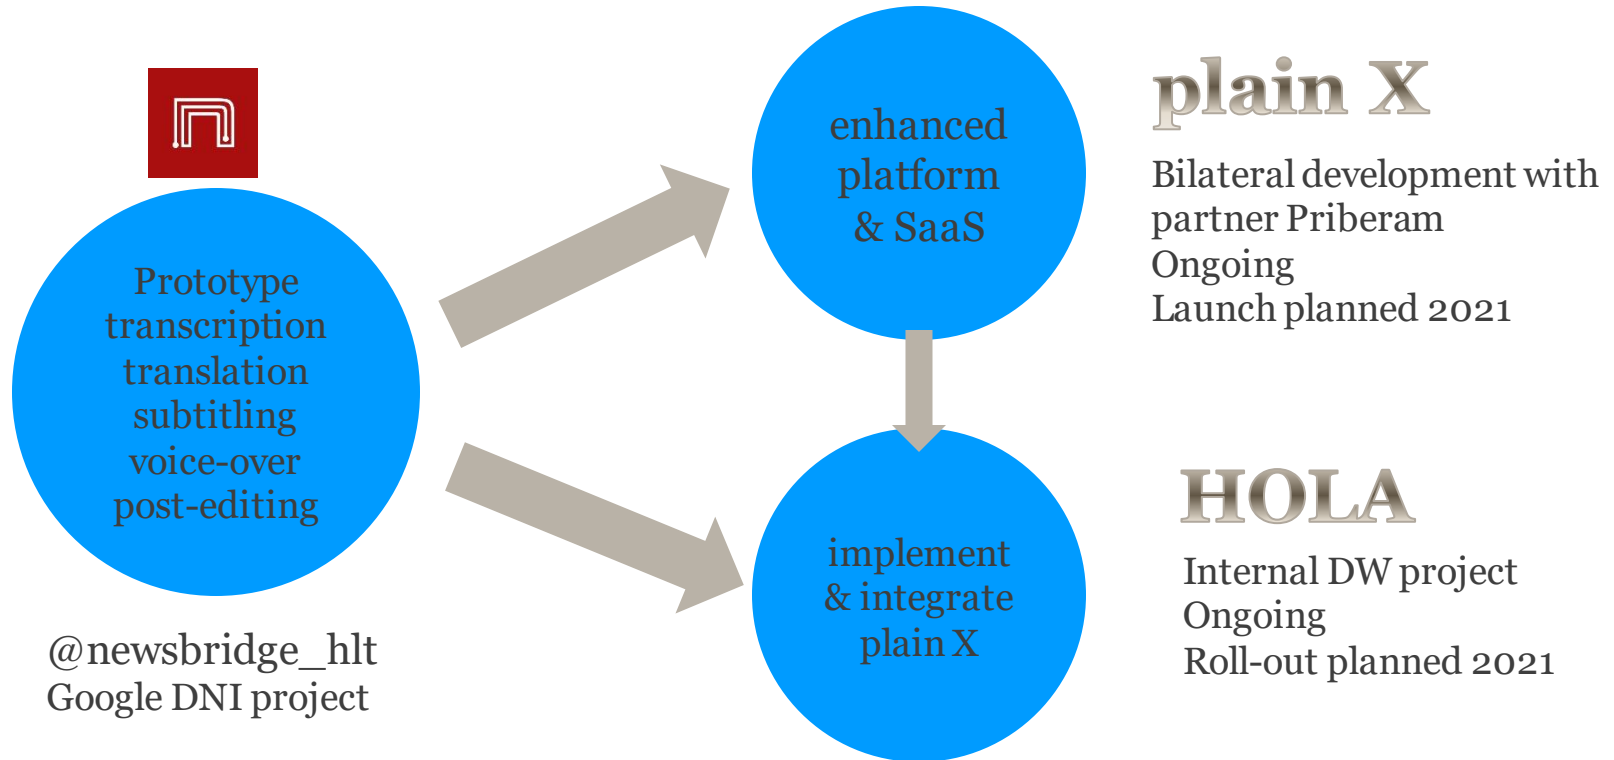 Prototype
transcription
translation
subtitling
voice-over
post-editing
@newsbridge_hlt
Google DNI project
enhanced
platform
& SaaS
plain X
Bilateral development with
partner Priberam
Ongoing
Launch planned 2021
implement
& integrate
plain X
HOLA
Internal DW project
Ongoing
Roll-out planned 2021